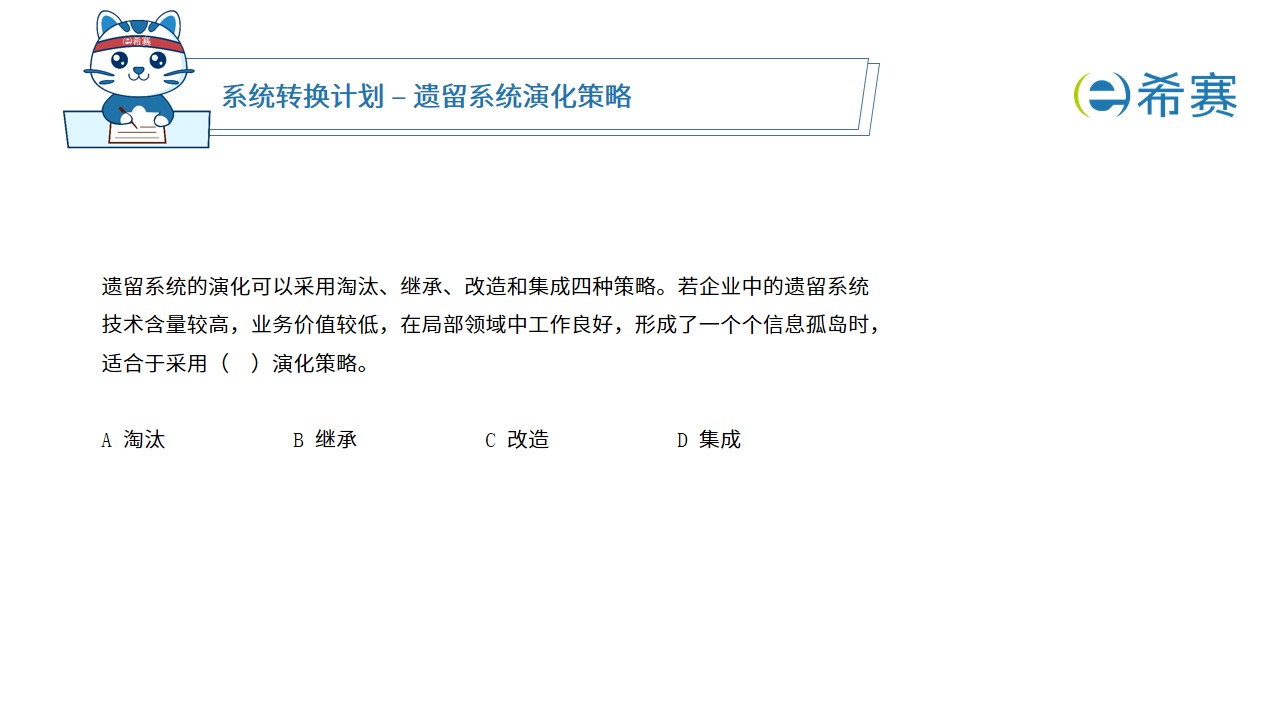 希赛
系统转换计划 – 遗留系统演化策略
希赛
遗留系统的演化可以采用淘汰、继承、改造和集成四种策略。若企业中的遗留系统
技术含量较高，业务价值较低，在局部领域中工作良好，形成了一个个信息孤岛时，
适合于采用（　）演化策略。
A 淘汰 B 继承 C 改造 D 集成